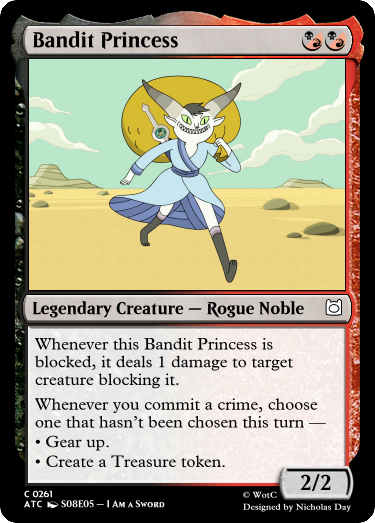 Bandit Princess
Legendary Creature — Rogue Noble
Whenever this Bandit Princess is
blocked, it deals 1 damage to target
creature blocking it.
Whenever you commit a crime, choose
one that hasn't been chosen this turn —
• Gear up.
• Create a Treasure token.
2/2
C 0261
ATC S08E05 — I Am a Sword
© WotC
Designed by Nicholas Day